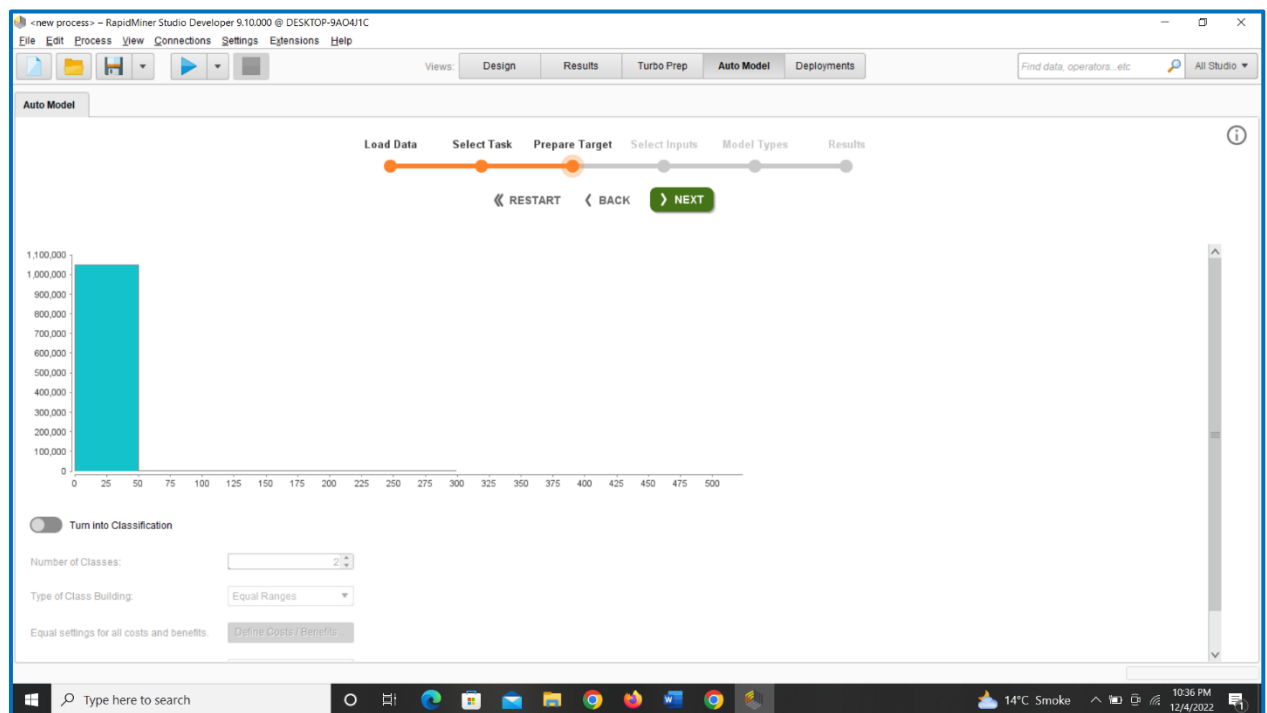 <new process> – RapidMiner Studio Developer 9.10.000 @ DESKTOP-9AO4J1C
File Edit Process View Connections Settings Extensions Help
Views: Design Results Turbo Prep Auto Model Deployments Find data, operators...etc All Studio
Auto Model
Load Data Select Task Prepare Target Select Inputs Model Types Results
RESTART BACK NEXT
1,100,000
1,000,000
900,000
800,000
700,000
600,000
500,000
400,000
300,000
200,000
100,000
0
0 25 50 75 100 125 150 175 200 225 250 275 300 325 350 375 400 425 450 475 500
Turn into Classification
Number of Classes: 2
Type of Class Building: Equal Ranges
Equal settings for all costs and benefits. Define Costs / Benefits...
Type here to search 14°C Smoke 10:36 PM
12/4/2022